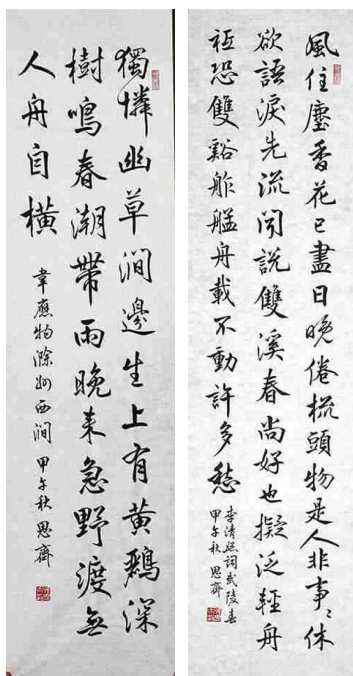 風住塵香花已盡日晚倦梳頭物是人非事〻休
欲語淚先流聞說雙溪春尚好也擬泛輕舟
衹恐雙谿舴艋舟載不動許多愁
李清照詞武陵春
甲午秋 思齊
獨憐幽草澗邊生上有黃鸝深
樹鳴春潮帶雨晚來急野渡無
人舟自橫
韋應物滁州西澗 甲午秋 思齊